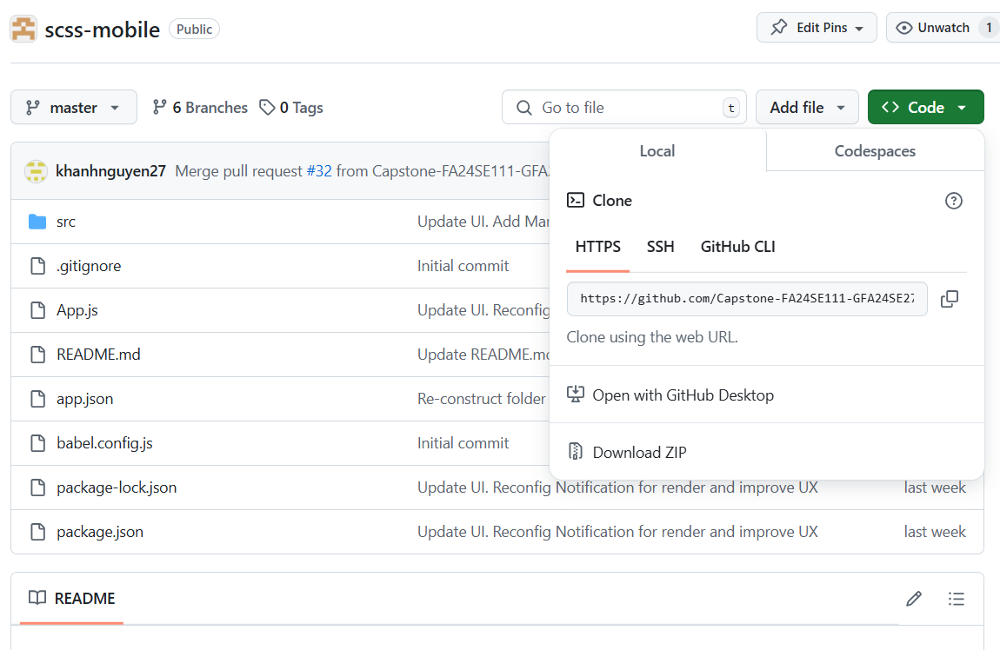 scss-mobile Public Edit Pins Unwatch 1
master 6 Branches 0 Tags Go to file t Add file Code
Local Codespaces
khanhnguyen27 Merge pull request #32 from Capstone-FA24SE111-GFA
Clone
HTTPS SSH GitHub CLI
https://github.com/Capstone-FA24SE111-GFA24SE27
Clone using the web URL.
Open with GitHub Desktop
Download ZIP
src Update UI. Add Mar
.gitignore Initial commit
App.js Update UI. Reconfig
README.md Update README.md
app.json Re-construct folder
babel.config.js Initial commit
package-lock.json Update UI. Reconfig Notification for render and improve UX last week
package.json Update UI. Reconfig Notification for render and improve UX last week
README